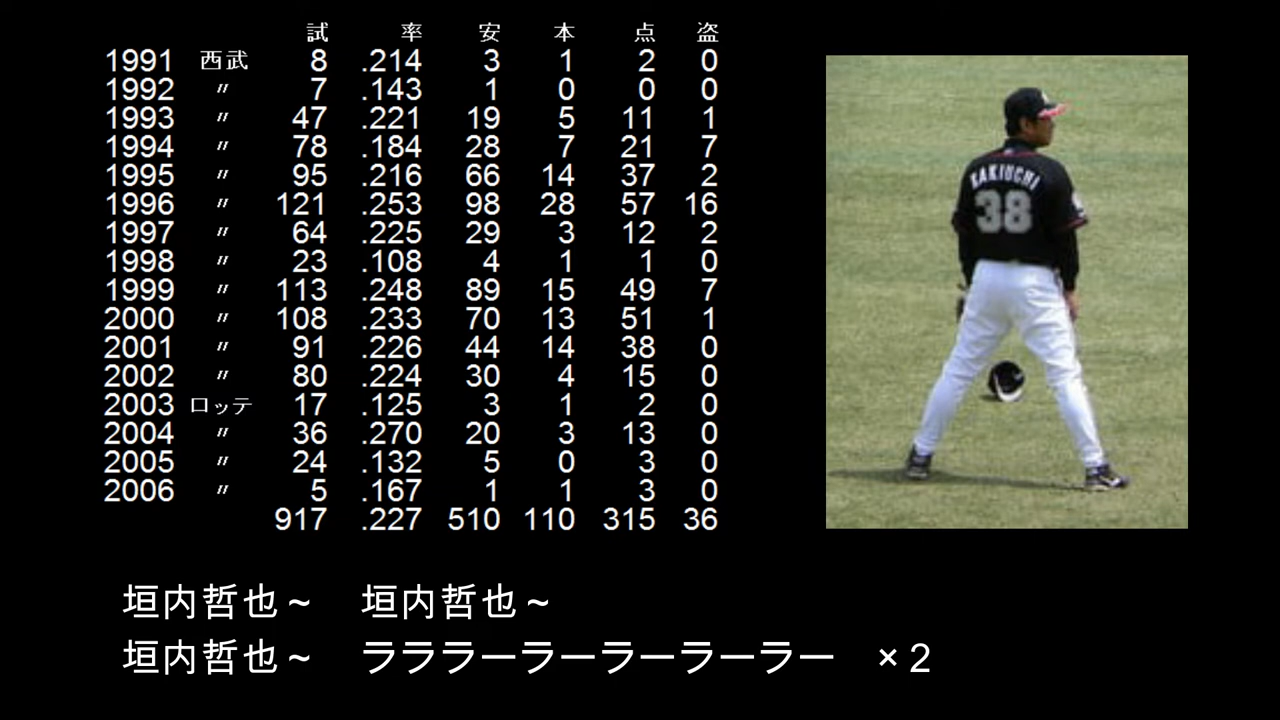 試 率 安 本 点 盗
1991 西武 8 .214 3 1 2 0
1992 〃 7 .143 1 0 0 0
1993 〃 47 .221 19 5 11 1
1994 〃 78 .184 28 7 21 7
1995 〃 95 .216 66 14 37 2
1996 〃 121 .253 98 28 57 16
1997 〃 64 .225 29 3 12 2
1998 〃 23 .108 4 1 1 0
1999 〃 113 .248 89 15 49 7
2000 〃 108 .233 70 13 51 1
2001 〃 91 .226 44 14 38 0
2002 〃 80 .224 30 4 15 0
2003 ロッテ 17 .125 3 1 2 0
2004 〃 36 .270 20 3 13 0
2005 〃 24 .132 5 0 3 0
2006 〃 5 .167 1 1 3 0
917 .227 510 110 315 36
KAKIUCHI
38
垣内哲也~ 垣内哲也~
垣内哲也~ ララララーラーラーラーラー ×2